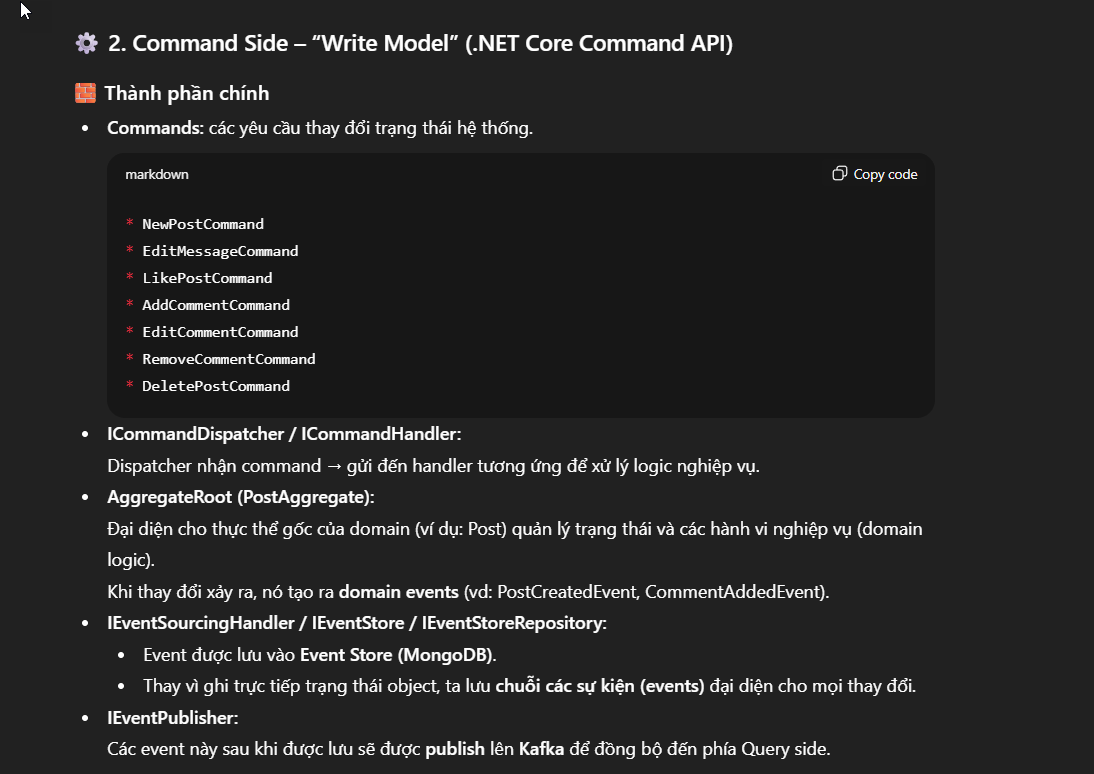 ⚙️ 2. Command Side – “Write Model” (.NET Core Command API)
🧱 Thành phần chính
• Commands: các yêu cầu thay đổi trạng thái hệ thống.
markdown
Copy code
* NewPostCommand
* EditMessageCommand
* LikePostCommand
* AddCommentCommand
* EditCommentCommand
* RemoveCommentCommand
* DeletePostCommand
• ICommandDispatcher / ICommandHandler:
Dispatcher nhận command → gửi đến handler tương ứng để xử lý logic nghiệp vụ.
• AggregateRoot (PostAggregate):
Đại diện cho thực thể gốc của domain (ví dụ: Post) quản lý trạng thái và các hành vi nghiệp vụ (domain
logic).
Khi thay đổi xảy ra, nó tạo ra domain events (vd: PostCreatedEvent, CommentAddedEvent).
• IEventSourcingHandler / IEventStore / IEventStoreRepository:
• Event được lưu vào Event Store (MongoDB).
• Thay vì ghi trực tiếp trạng thái object, ta lưu chuỗi các sự kiện (events) đại diện cho mọi thay đổi.
• IEventPublisher:
Các event này sau khi được lưu sẽ được publish lên Kafka để đồng bộ đến phía Query side.